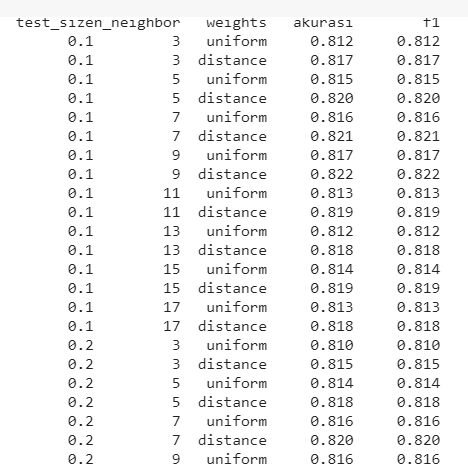 test_sizen_neighbor weights akurasi f1
0.1 3 uniform 0.812 0.812
0.1 3 distance 0.817 0.817
0.1 5 uniform 0.815 0.815
0.1 5 distance 0.820 0.820
0.1 7 uniform 0.816 0.816
0.1 7 distance 0.821 0.821
0.1 9 uniform 0.817 0.817
0.1 9 distance 0.822 0.822
0.1 11 uniform 0.813 0.813
0.1 11 distance 0.819 0.819
0.1 13 uniform 0.812 0.812
0.1 13 distance 0.818 0.818
0.1 15 uniform 0.814 0.814
0.1 15 distance 0.819 0.819
0.1 17 uniform 0.813 0.813
0.1 17 distance 0.818 0.818
0.2 3 uniform 0.810 0.810
0.2 3 distance 0.815 0.815
0.2 5 uniform 0.814 0.814
0.2 5 distance 0.818 0.818
0.2 7 uniform 0.816 0.816
0.2 7 distance 0.820 0.820
0.2 9 uniform 0.816 0.816